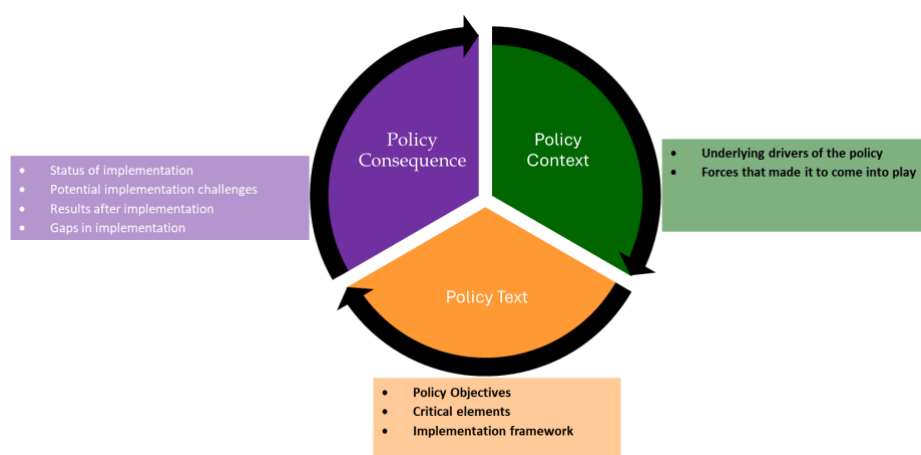 Policy
Consequence
Policy
Context
• Status of implementation
• Potential implementation challenges
• Results after implementation
• Gaps in implementation
• Underlying drivers of the policy
• Forces that made it to come into play
Policy Text
• Policy Objectives
• Critical elements
• Implementation framework